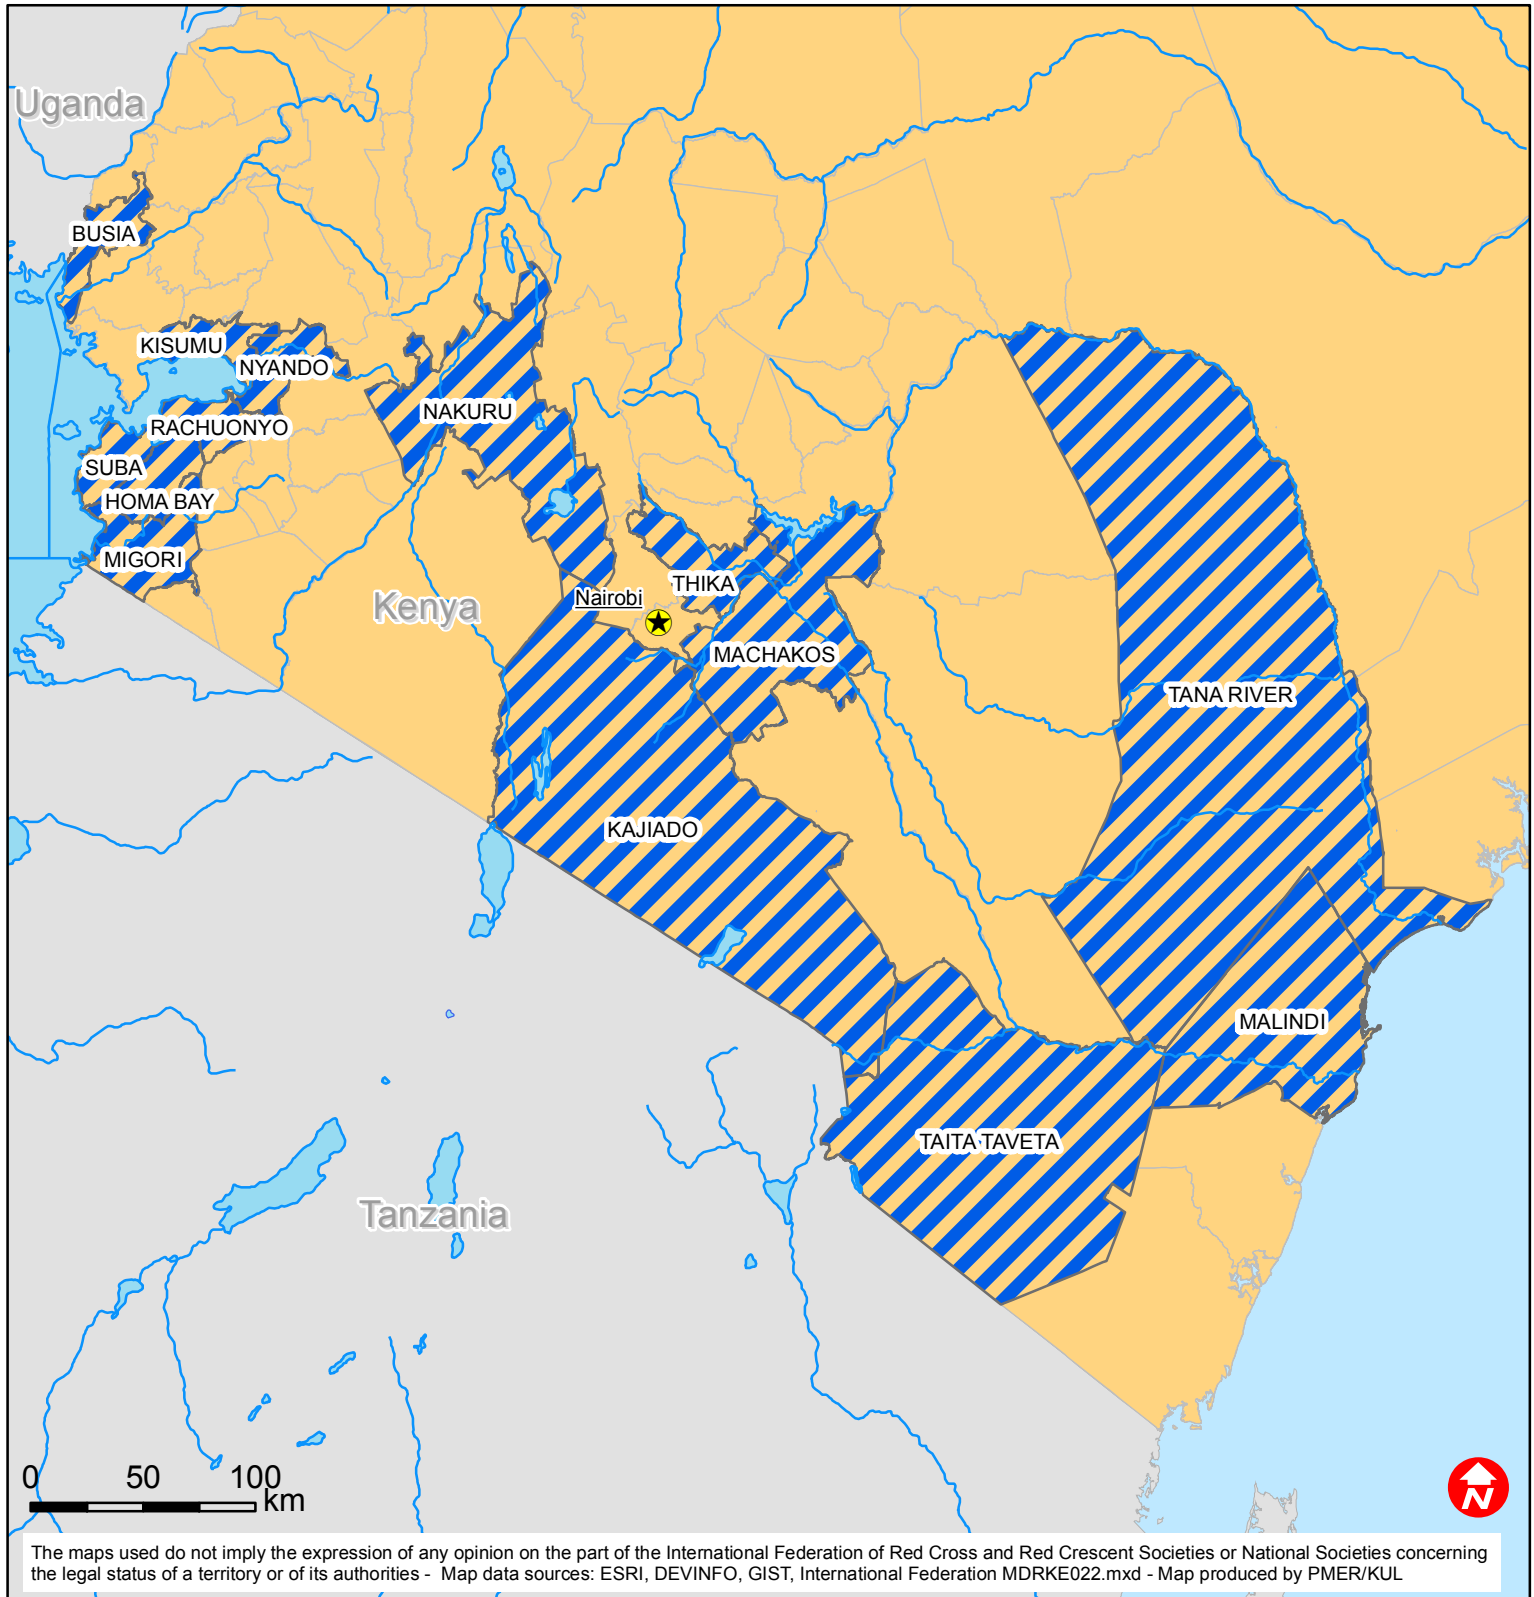 Uganda
BUSIA
KISUMU
NYANDO
NAKURU
RACHUONYO
SUBA
HOMA BAY
MIGORI
THIKA
Nairobi
Kenya
MACHAKOS
TANA RIVER
KAJIADO
MALINDI
TAITA TAVETA
Tanzania
0 50 100
km
N
The maps used do not imply the expression of any opinion on the part of the International Federation of Red Cross and Red Crescent Societies or National Societies concerning
the legal status of a territory or of its authorities - Map data sources: ESRI, DEVINFO, GIST, International Federation MDRKE022.mxd - Map produced by PMER/KUL